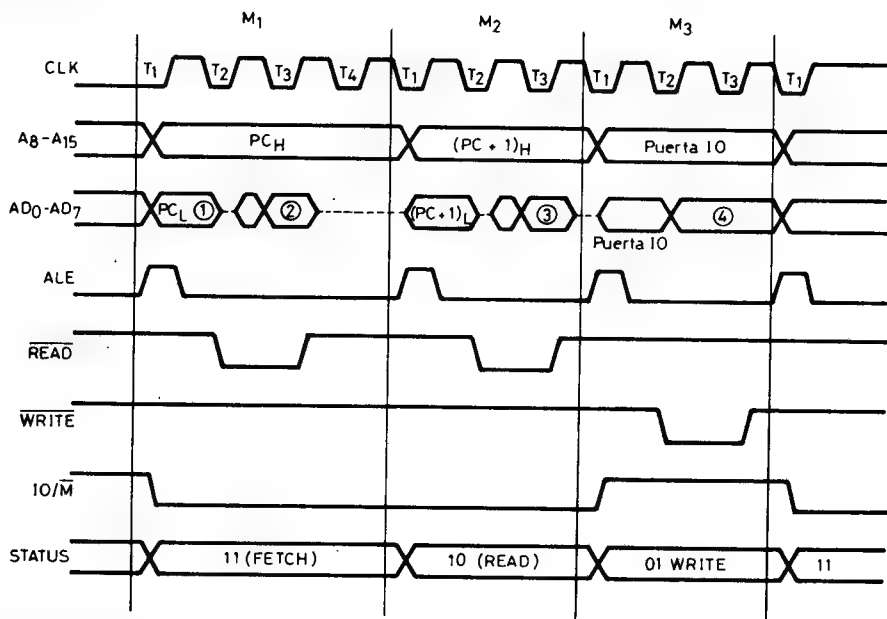 M1 M2 M3
CLK T1 T2 T3 T4 T1 T2 T3 T1 T2 T3 T1
A8-A15 PCH (PC + 1)H Puerta IO
AD0-AD7 PCL ① ② (PC+1)L ③ ④
Puerta IO
ALE
READ
WRITE
IO/M
STATUS 11 (FETCH) 10 (READ) 01 WRITE 11